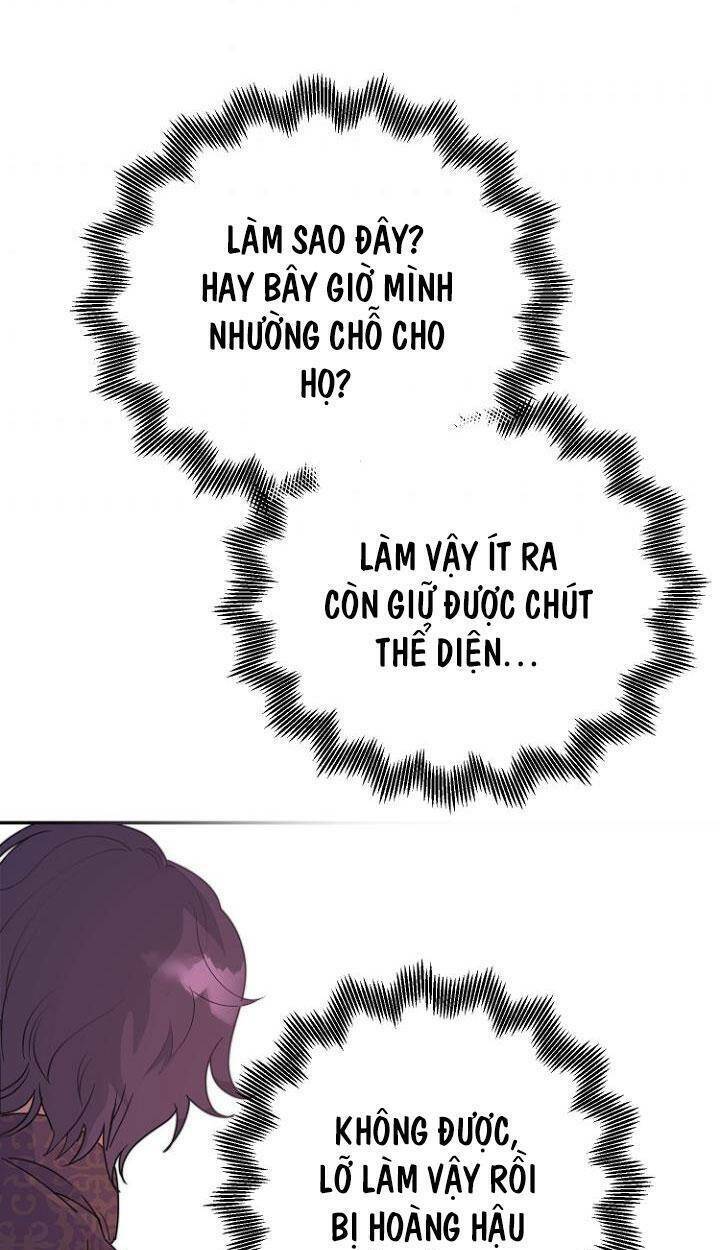 LÀM SAO ĐÂY?
HAY BÂY GIỜ MÌNH
NHƯỜNG CHỖ CHO
HỌ?
LÀM VẬY ÍT RA
CÒN GIỮ ĐƯỢC CHÚT
THỂ DIỆN...
KHÔNG ĐƯỢC,
LỠ LÀM VẬY RỒI
BỊ HOÀNG HẬU